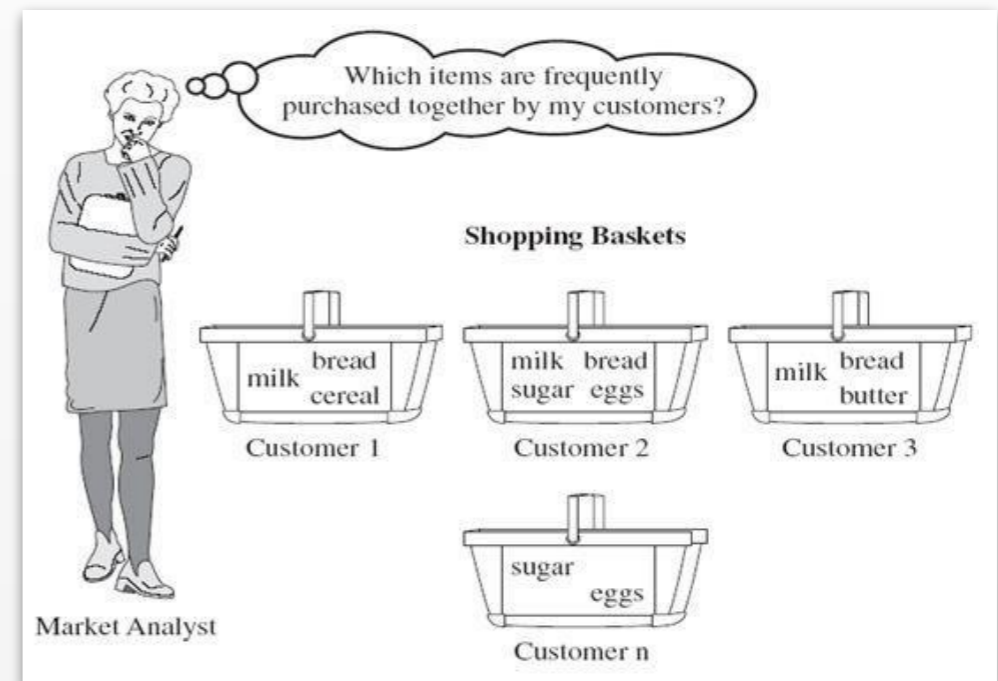 Which items are frequently
purchased together by my customers?
Shopping Baskets
milk bread
cereal
Customer 1
milk bread
sugar eggs
Customer 2
milk bread
butter
Customer 3
sugar
eggs
Customer n
Market Analyst